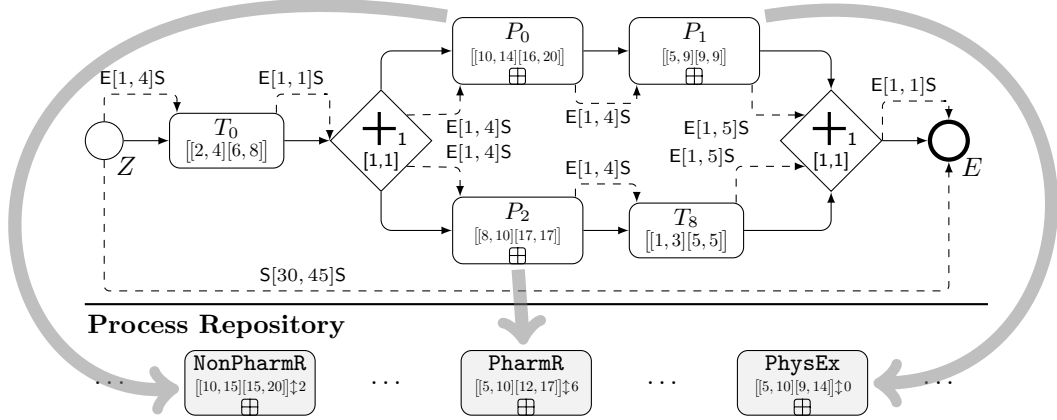 P₀
[[10, 14][16, 20]]
P₁
[[5, 9][9, 9]]
E[1, 4]S
E[1, 1]S
E[1, 1]S
T₀
[[2, 4][6, 8]]
Z
+₁
[1,1]
E[1, 4]S
E[1, 4]S
E[1, 4]S
E[1, 5]S
E[1, 5]S
E[1, 4]S
+₁
[1,1]
E
P₂
[[8, 10][17, 17]]
T₈
[[1, 3][5, 5]]
S[30, 45]S
Process Repository
... NonPharmR ... PharmR ... PhysEx ...
[[10, 15][15, 20]]↕2 [[5, 10][12, 17]]↕6 [[5, 10][9, 14]]↕0